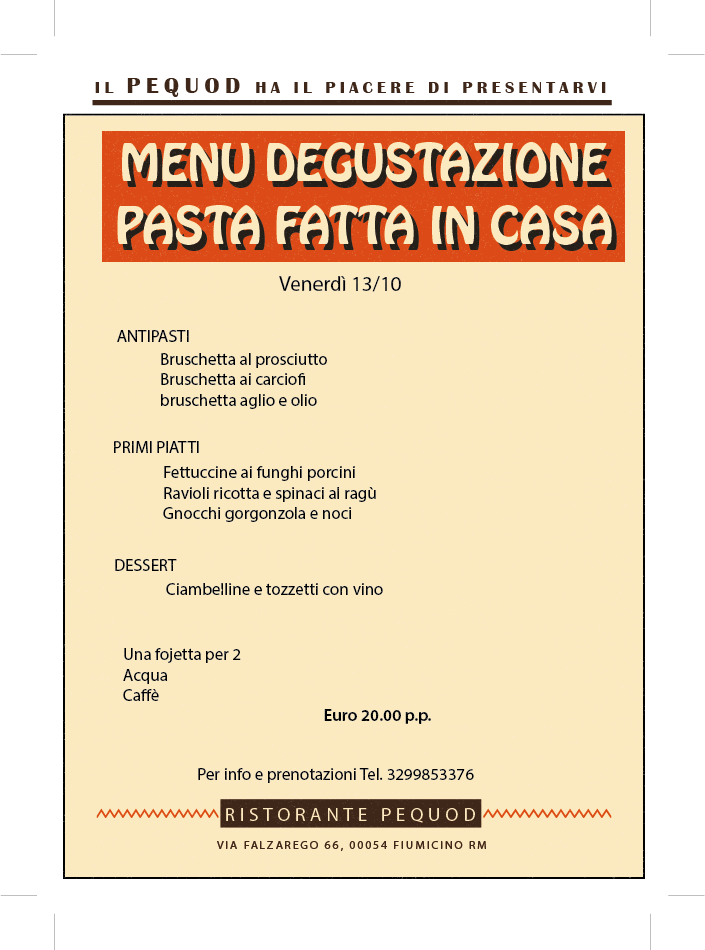 IL PEQUOD HA IL PIACERE DI PRESENTARVI
MENU DEGUSTAZIONE
PASTA FATTA IN CASA
Venerdì 13/10
ANTIPASTI
Bruschetta al prosciutto
Bruschetta ai carciofi
bruschetta aglio e olio
PRIMI PIATTI
Fettuccine ai funghi porcini
Ravioli ricotta e spinaci al ragù
Gnocchi gorgonzola e noci
DESSERT
Ciambelline e tozzetti con vino
Una fojetta per 2
Acqua
Caffè
Euro 20.00 p.p.
Per info e prenotazioni Tel. 3299853376
RISTORANTE PEQUOD
VIA FALZAREGO 66, 00054 FIUMICINO RM